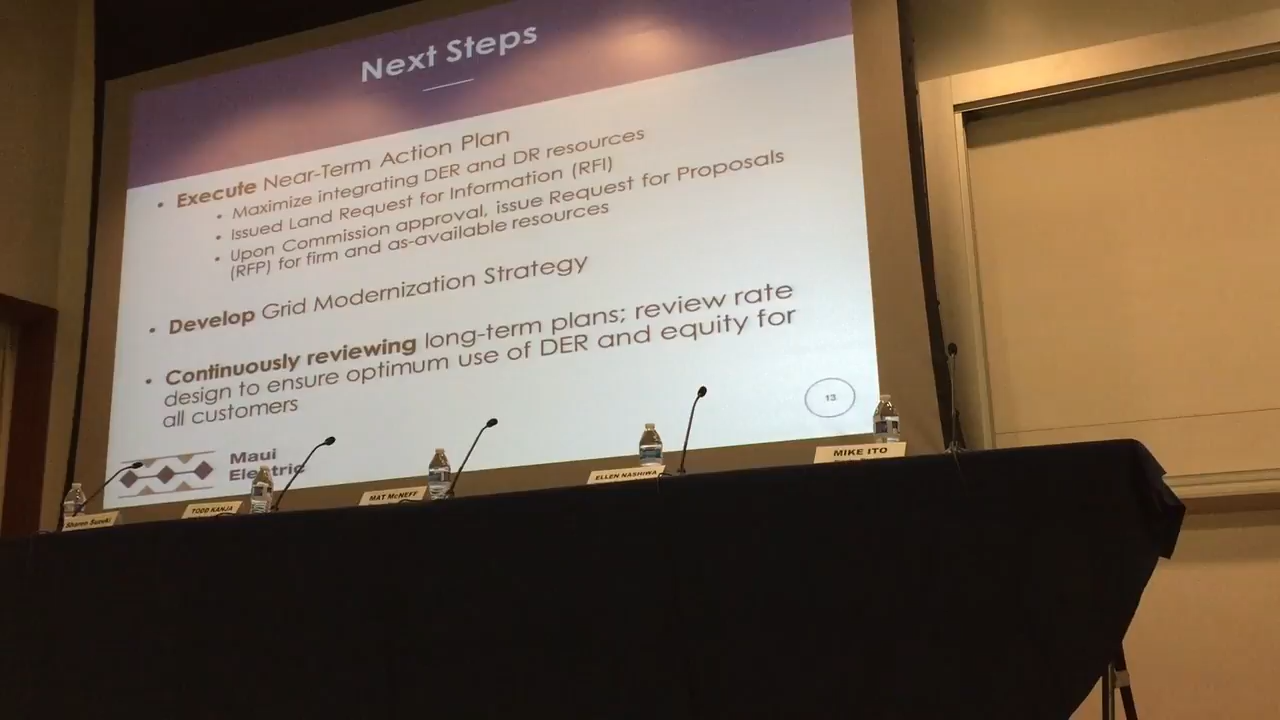 Next Steps
• Execute Near-Term Action Plan
• Maximize integrating DER and DR resources
• Issued Land Request for Information (RFI)
• Upon Commission approval, issue Request for Proposals
(RFP) for firm and as-available resources
• Develop Grid Modernization Strategy
• Continuously reviewing long-term plans; review rate
design to ensure optimum use of DER and equity for
all customers
13
Maui
Electric
Sharon Suzuki
TODD KANJA
MAT McNEFF
ELLEN NASHIWA
MIKE ITO